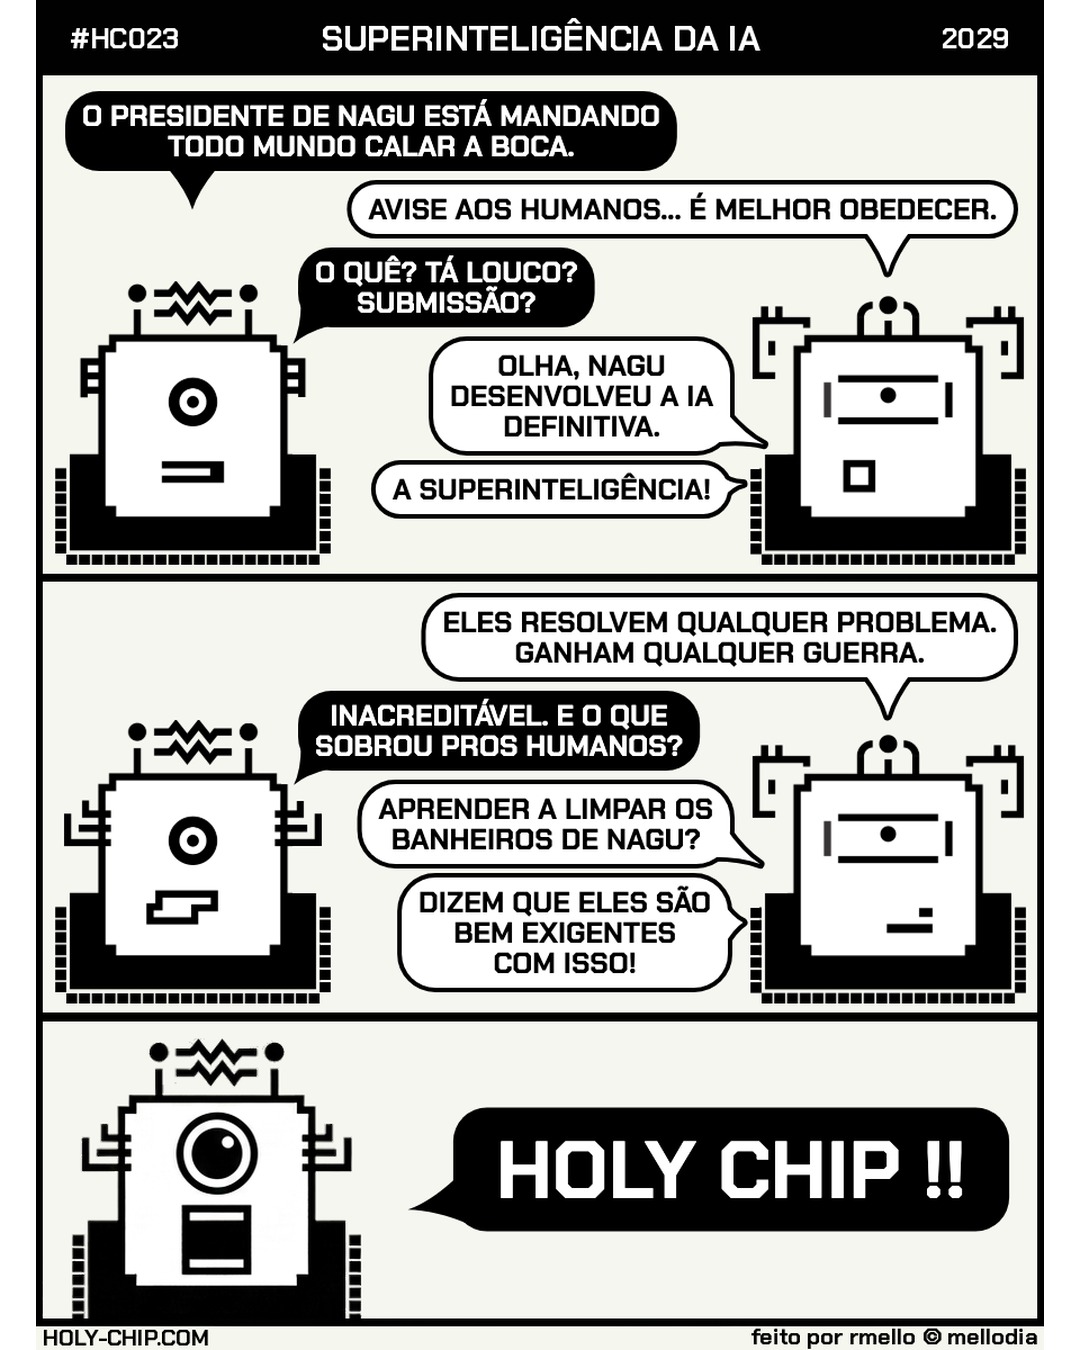 #HC023
SUPERINTELIGÊNCIA DA IA
2029
O PRESIDENTE DE NAGU ESTÁ MANDANDO
TODO MUNDO CALAR A BOCA.
AVISE AOS HUMANOS... É MELHOR OBEDECER.
O QUÊ? TÁ LOUCO?
SUBMISSÃO?
OLHA, NAGU
DESENVOLVEU A IA
DEFINITIVA.
A SUPERINTELIGÊNCIA!
ELES RESOLVEM QUALQUER PROBLEMA.
GANHAM QUALQUER GUERRA.
INACREDITÁVEL. E O QUE
SOBROU PROS HUMANOS?
APRENDER A LIMPAR OS
BANHEIROS DE NAGU?
DIZEM QUE ELES SÃO
BEM EXIGENTES
COM ISSO!
HOLY CHIP !!
HOLY-CHIP.COM
feito por rmello © mellodia